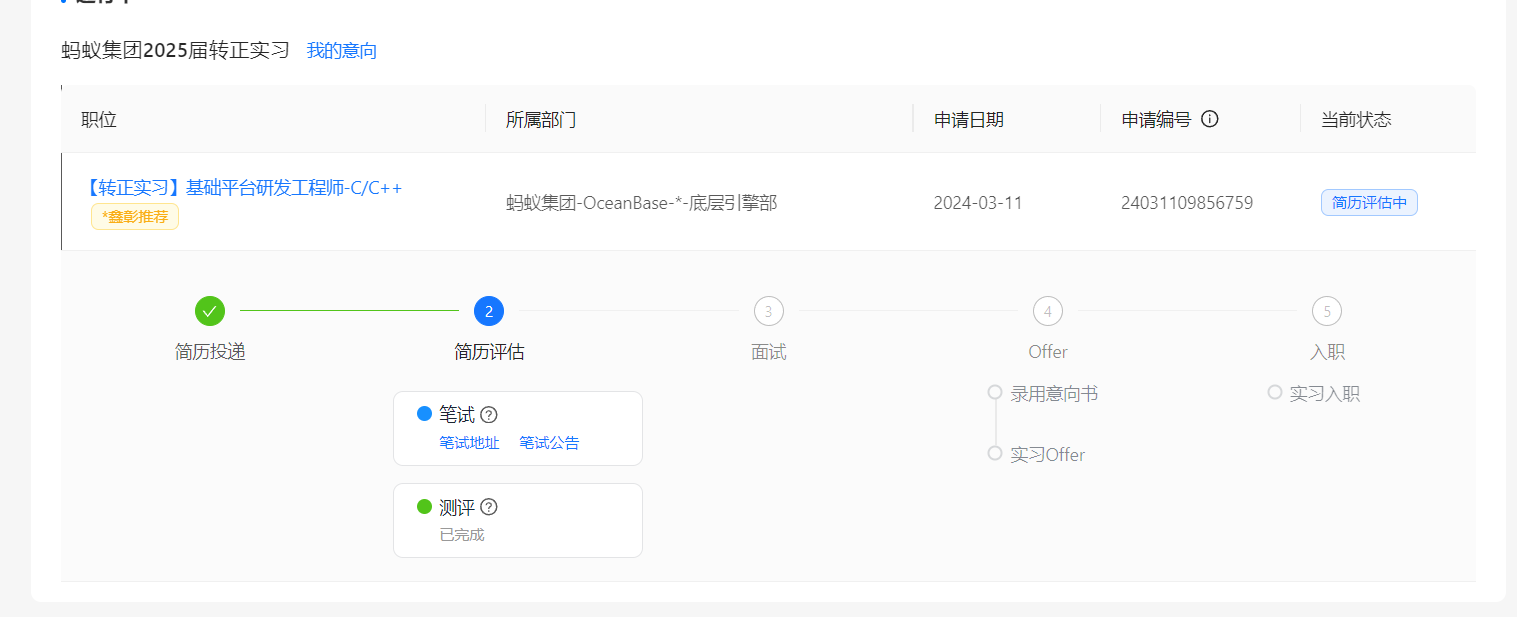 蚂蚁集团2025届转正实习 我的意向
职位 所属部门 申请日期 申请编号 当前状态
【转正实习】基础平台研发工程师-C/C++
*鑫彰推荐
蚂蚁集团-OceanBase-*-底层引擎部 2024-03-11 24031109856759 简历评估中
2 3 4 5
简历投递 简历评估 面试 Offer 入职
录用意向书 实习入职
笔试
笔试地址 笔试公告
实习Offer
测评
已完成